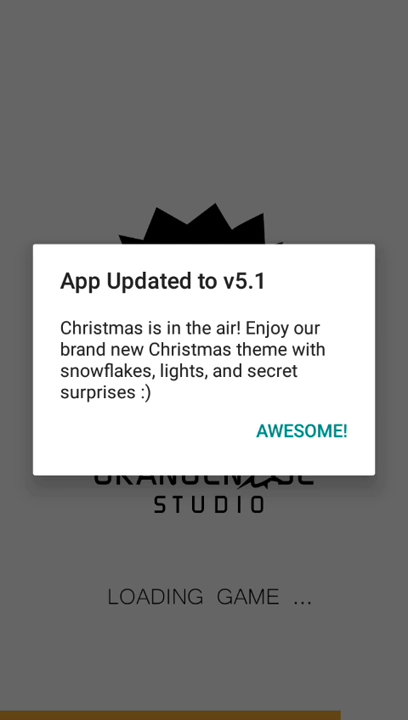 App Updated to v5.1
Christmas is in the air! Enjoy our
brand new Christmas theme with
snowflakes, lights, and secret
surprises :)
AWESOME!
STUDIO
LOADING GAME ...